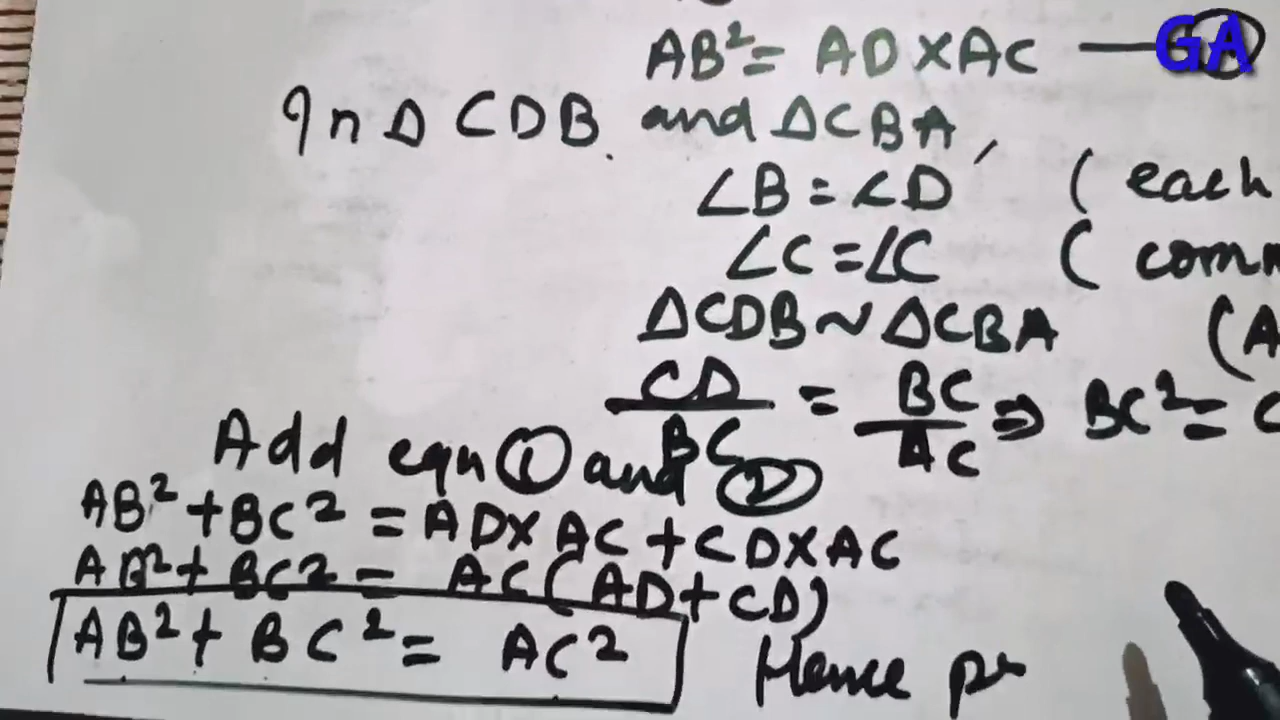 AB² = AD X AC — GA
In Δ CDB. and Δ CBA,
∠B = ∠D ( each
∠C = ∠C ( comm
Δ CDB ~ Δ CBA (A
CD/BC = BC/AC ⇒ BC² = C
Add eqn ① and ②
AB² + BC² = AD X AC + CD X AC
AB² + BC² = AC (AD + CD)
AB² + BC² = AC² Hence pr